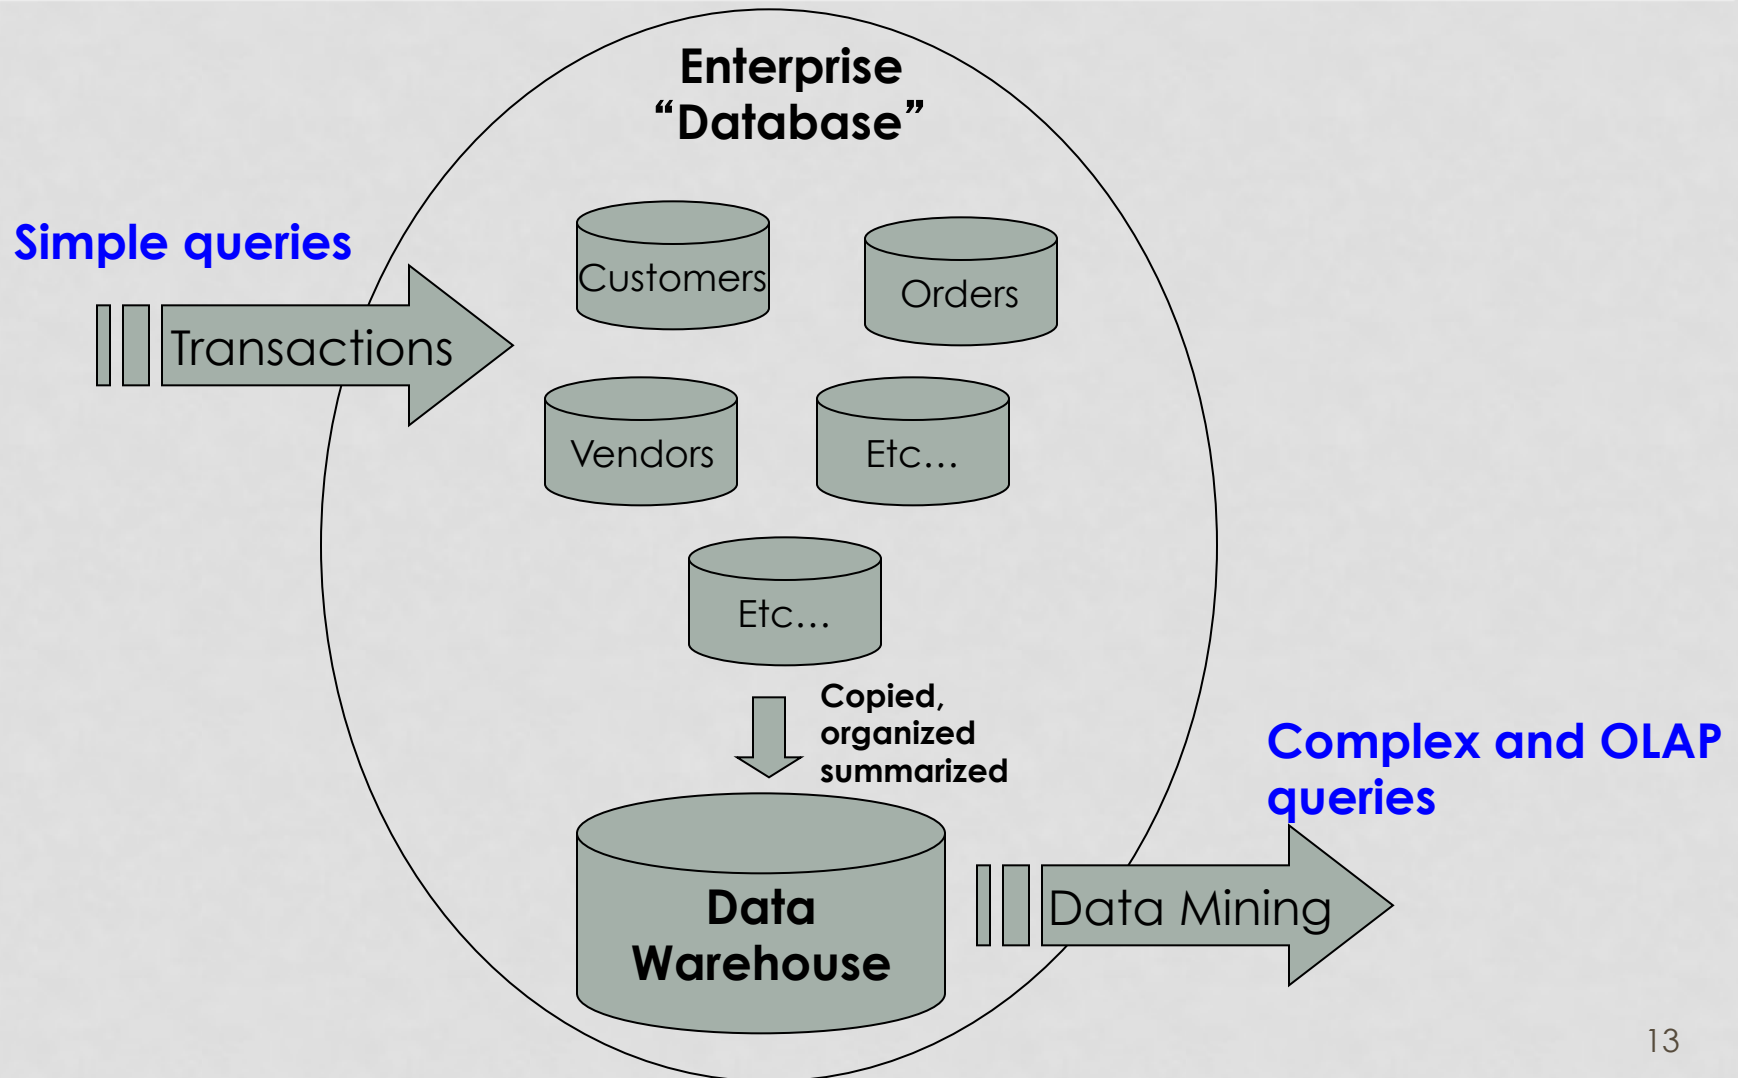 Enterprise
“Database”
Simple queries
Customers
Orders
Transactions
Vendors
Etc…
Etc…
Copied,
organized
summarized
Complex and OLAP
queries
Data
Warehouse
Data Mining
13